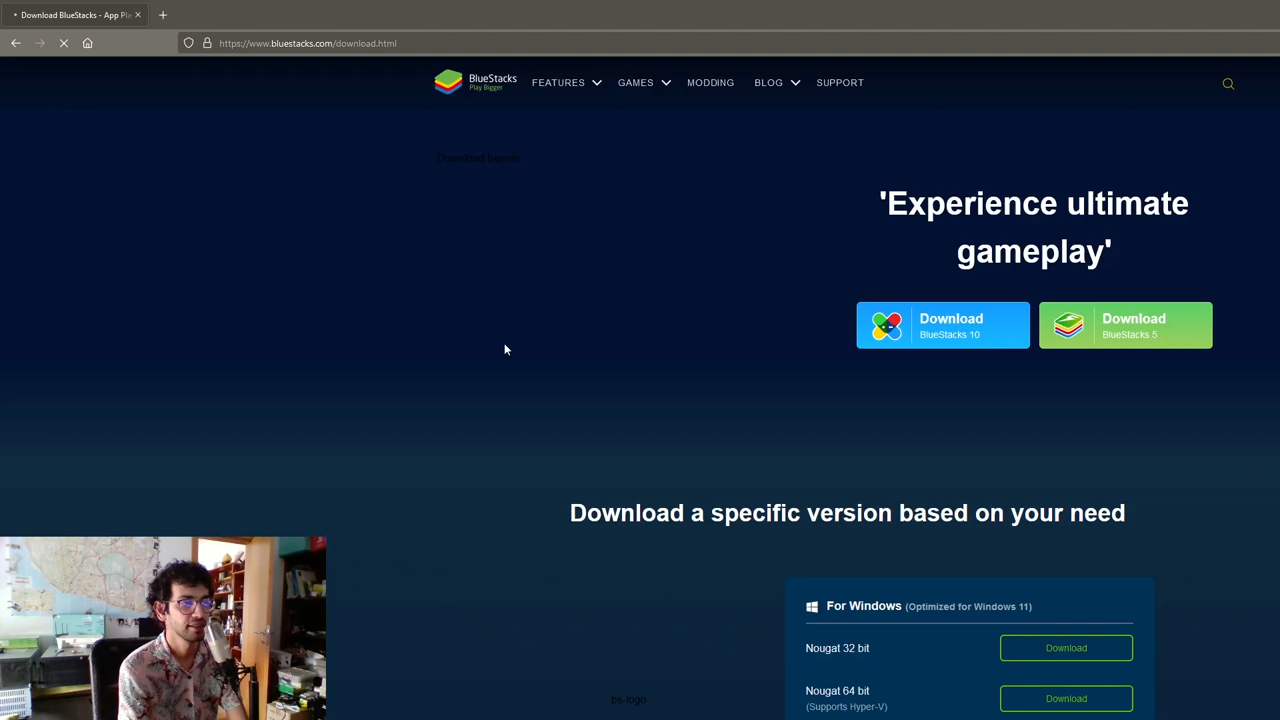 Download BlueStacks - App Pla
https://www.bluestacks.com/download.html
BlueStacks
Play Bigger
FEATURES
GAMES
MODDING
BLOG
SUPPORT
Download banner
'Experience ultimate
gameplay'
Download
BlueStacks 10
Download
BlueStacks 5
Download a specific version based on your need
For Windows (Optimized for Windows 11)
Nougat 32 bit
Download
Nougat 64 bit
(Supports Hyper-V)
Download
bs-logo